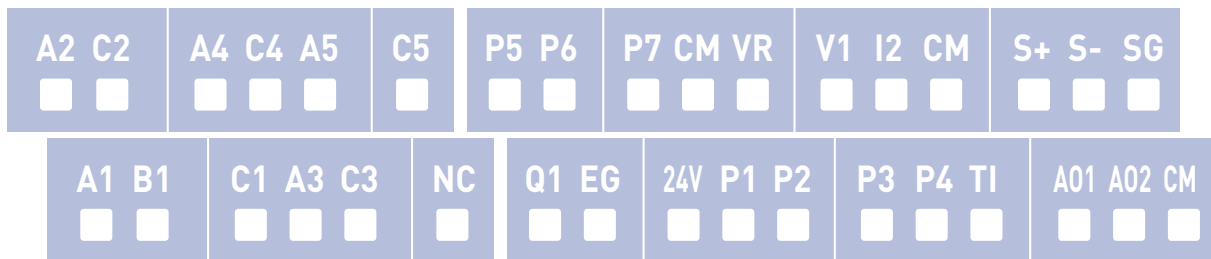 A2 C2 A4 C4 A5 C5 P5 P6 P7 CM VR V1 I2 CM S+ S- SG
A1 B1 C1 A3 C3 NC Q1 EG 24V P1 P2 P3 P4 TI A01 A02 CM